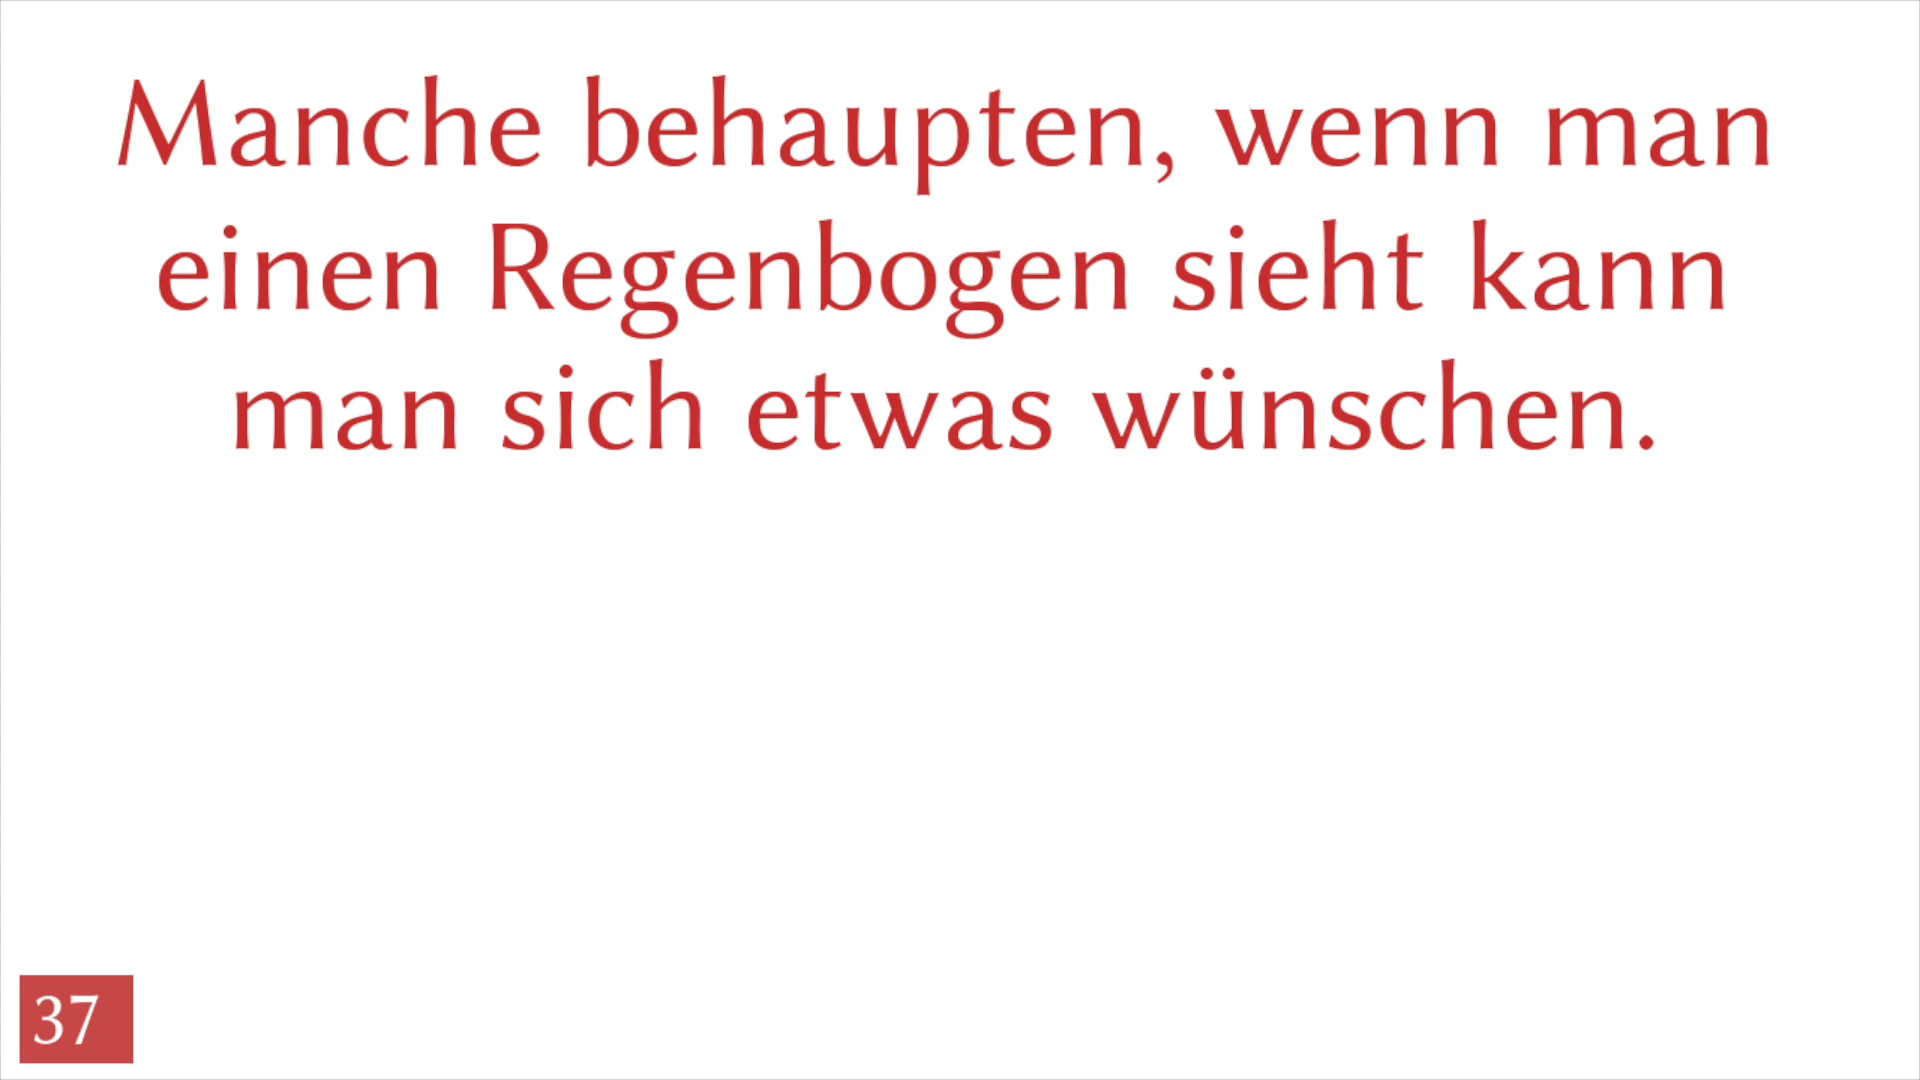 Manche behaupten, wenn man
einen Regenbogen sieht kann
man sich etwas wünschen.
37